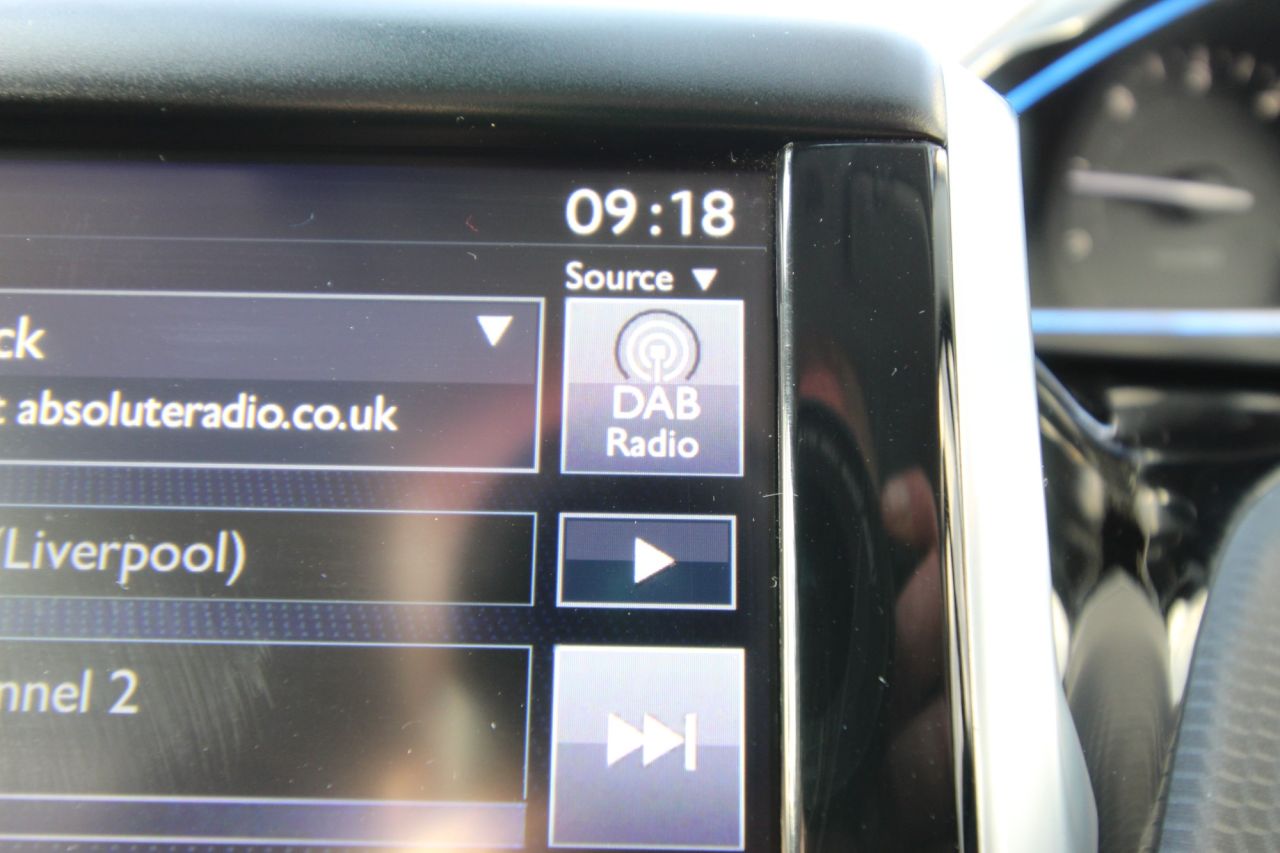 09:18
Source
ck
t absoluteradio.co.uk
DAB
Radio
(Liverpool)
nnel 2